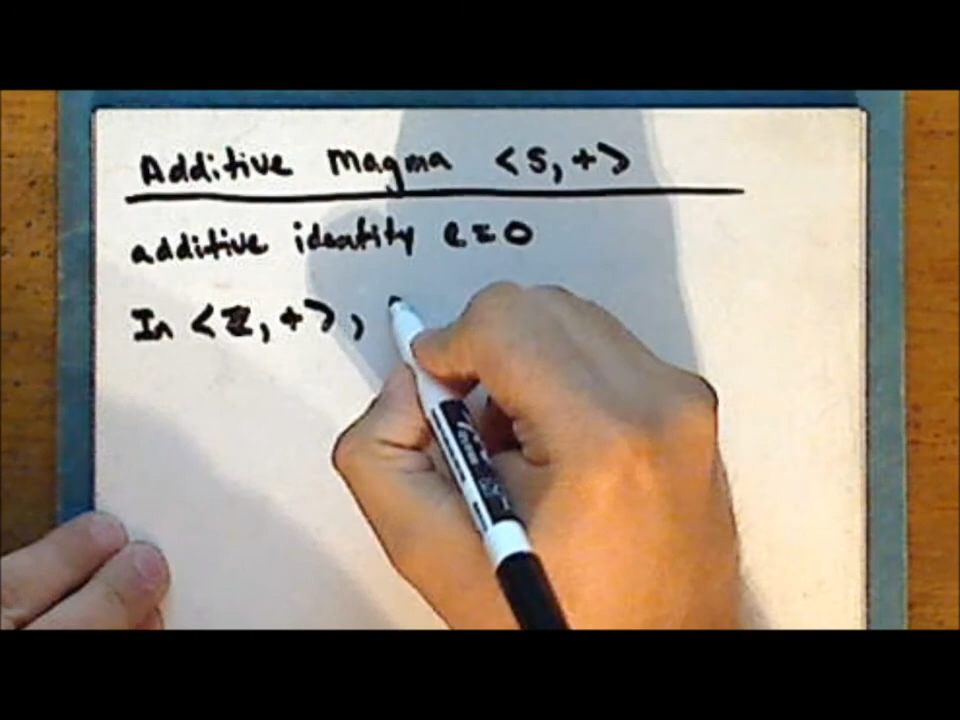 Additive Magma <S, +>
additive identity e = 0
In <ℤ, +>,